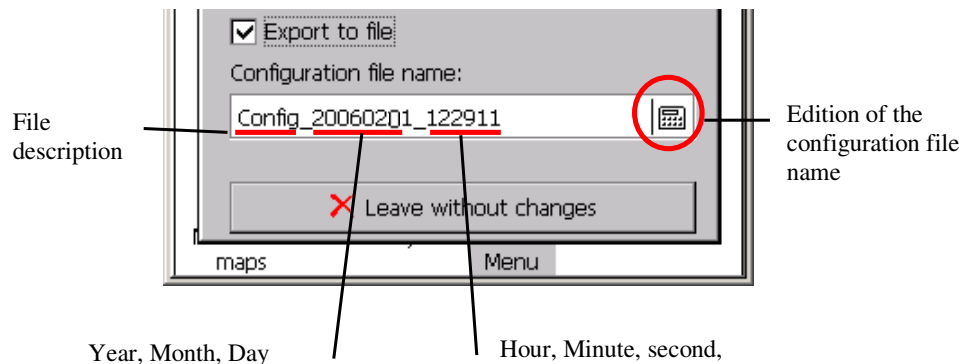 Export to file
Configuration file name:
Config_20060201_122911
File
description
Edition of the
configuration file
name
Leave without changes
maps
Menu
Year, Month, Day
Hour, Minute, second,